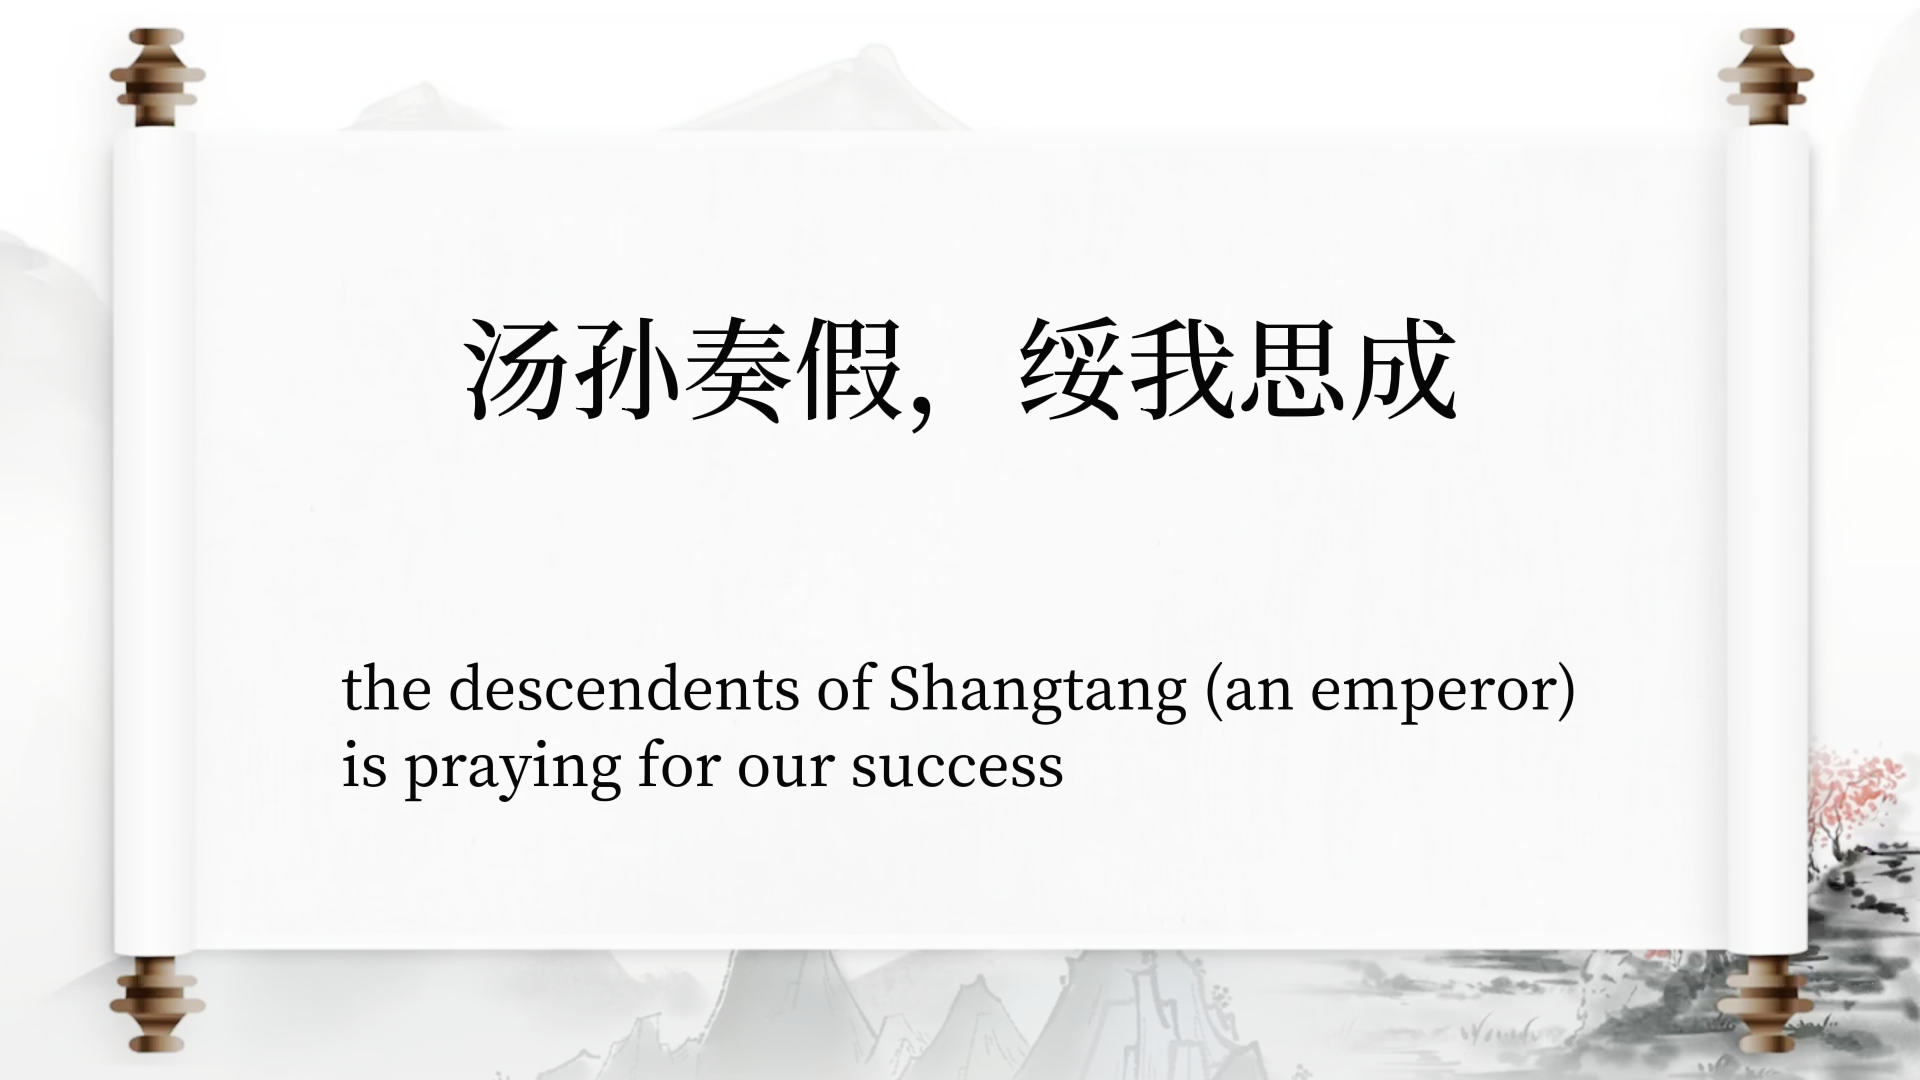 汤孙奏假，绥我思成
the descendents of Shangtang (an emperor)
is praying for our success